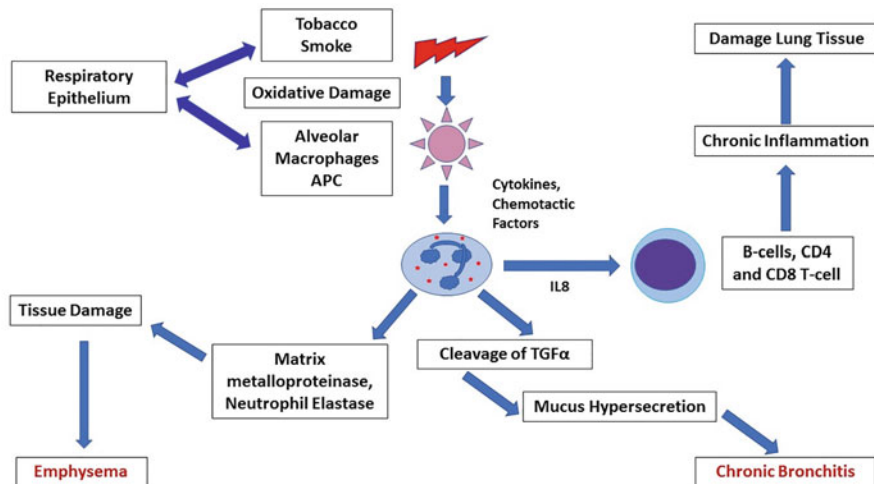 Tobacco
Smoke
Respiratory
Epithelium
Oxidative Damage
Alveolar
Macrophages
APC
Cytokines,
Chemotactic
Factors
IL8
Damage Lung Tissue
Chronic Inflammation
B-cells, CD4
and CD8 T-cell
Tissue Damage
Matrix
metalloproteinase,
Neutrophil Elastase
Cleavage of TGFα
Mucus Hypersecretion
Emphysema
Chronic Bronchitis